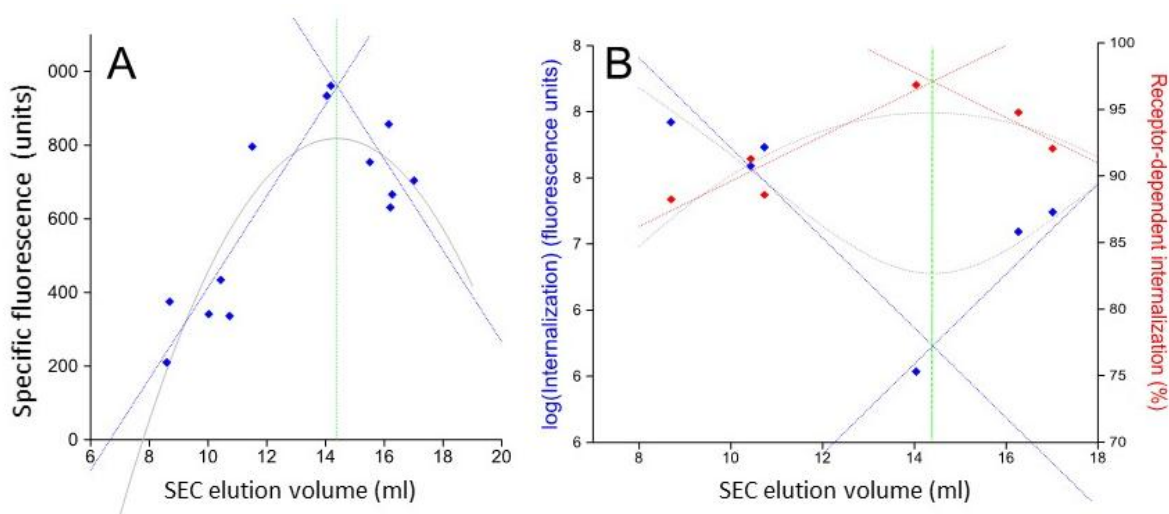 A
000
800
600
400
200
0
6 8 10 12 14 16 18 20
SEC elution volume (ml)
Specific fluorescence (units)
B
8
8
8
7
6
6
6
log(Internalization) (fluorescence units)
8 10 12 14 16 18
SEC elution volume (ml)
100
95
90
85
80
75
70
Receptor-dependent internalization (%)